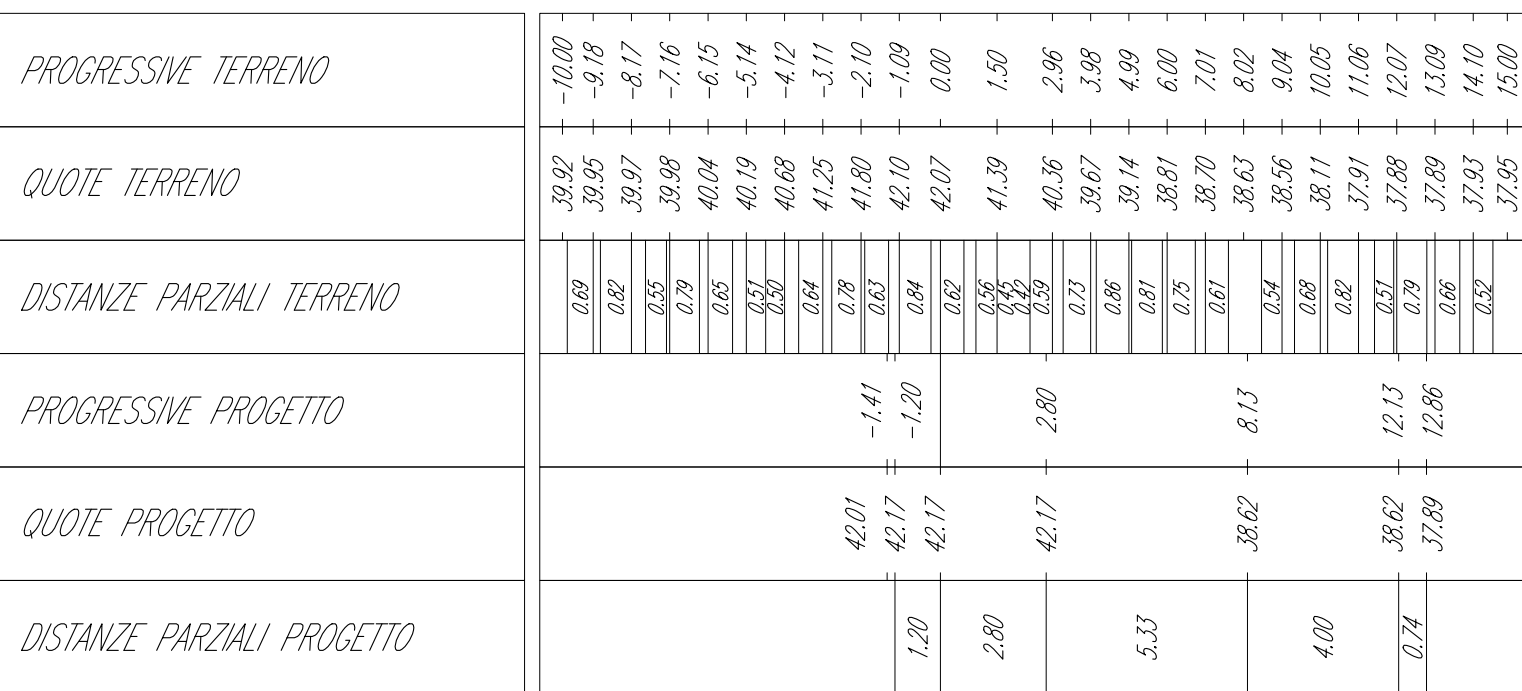 PROGRESSIVE TERRENO -10.00 -9.18 -8.17 -7.16 -6.15 -5.14 -4.12 -3.11 -2.10 -1.09 0.00 1.50 2.96 3.98 4.99 6.00 7.01 8.02 9.04 10.05 11.06 12.07 13.09 14.10 15.00
QUOTE TERRENO 39.92 39.95 39.97 39.98 40.04 40.19 40.68 41.25 41.80 42.10 42.07 41.39 40.36 39.67 39.14 38.81 38.70 38.63 38.56 38.11 37.91 37.88 37.89 37.93 37.95
DISTANZE PARZIALI TERRENO 0.69 0.82 0.55 0.79 0.65 0.51 0.50 0.64 0.78 0.63 0.84 0.62 0.56 0.45 0.42 0.59 0.73 0.86 0.81 0.75 0.61 0.54 0.68 0.82 0.51 0.79 0.66 0.52
PROGRESSIVE PROGETTO -1.41 -1.20 2.80 8.13 12.13 12.86
QUOTE PROGETTO 42.01 42.17 42.17 42.17 38.62 38.62 37.89
DISTANZE PARZIALI PROGETTO 1.20 2.80 5.33 4.00 0.74